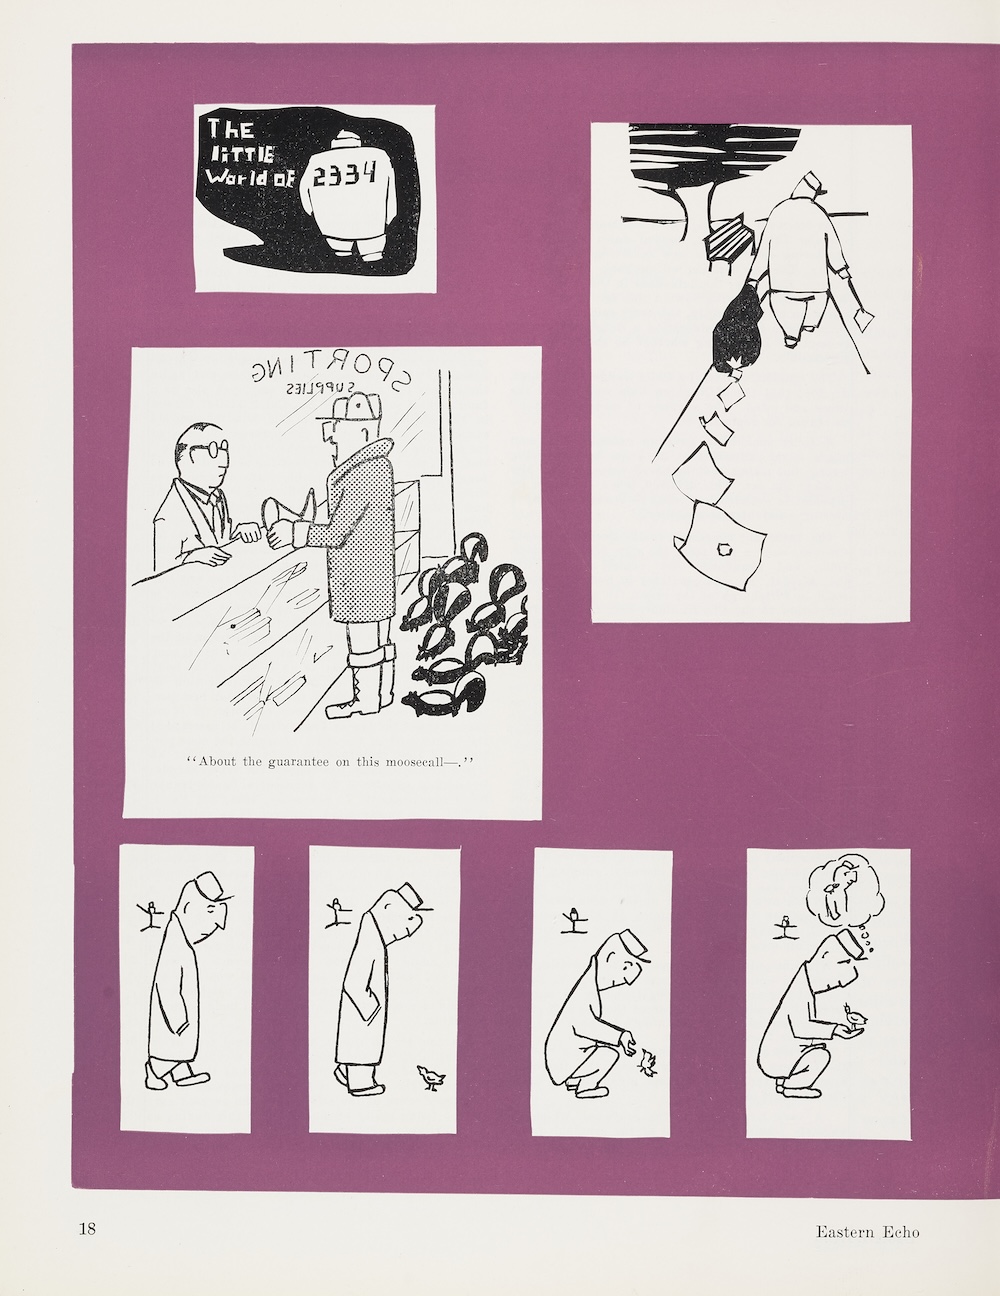 The
little
World of 2334
SPORTING
SUPPLIES
“About the guarantee on this moosecall—.”
18
Eastern Echo